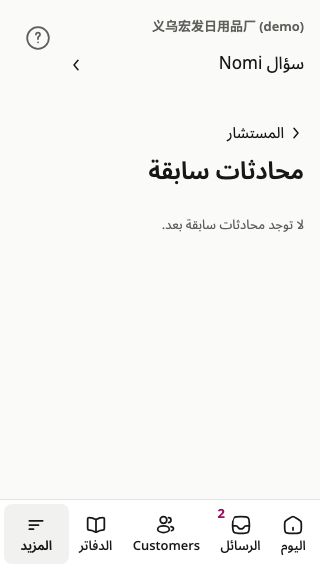 义乌宏发日用品厂 (demo)
سؤال Nomi
المستشار
محادثات سابقة
لا توجد محادثات سابقة بعد.
اليوم
2
الرسائل
Customers
الدفاتر
المزيد